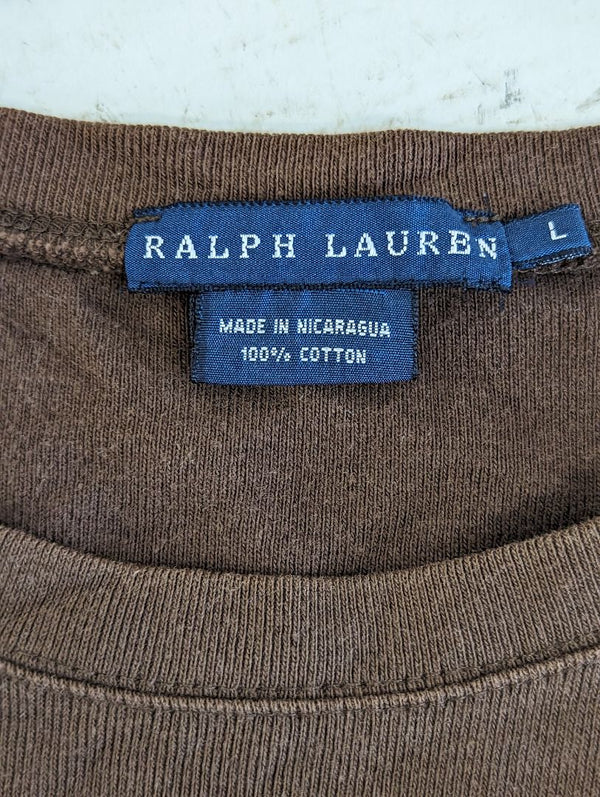 RALPH LAUREN
L
MADE IN NICARAGUA
100% COTTON